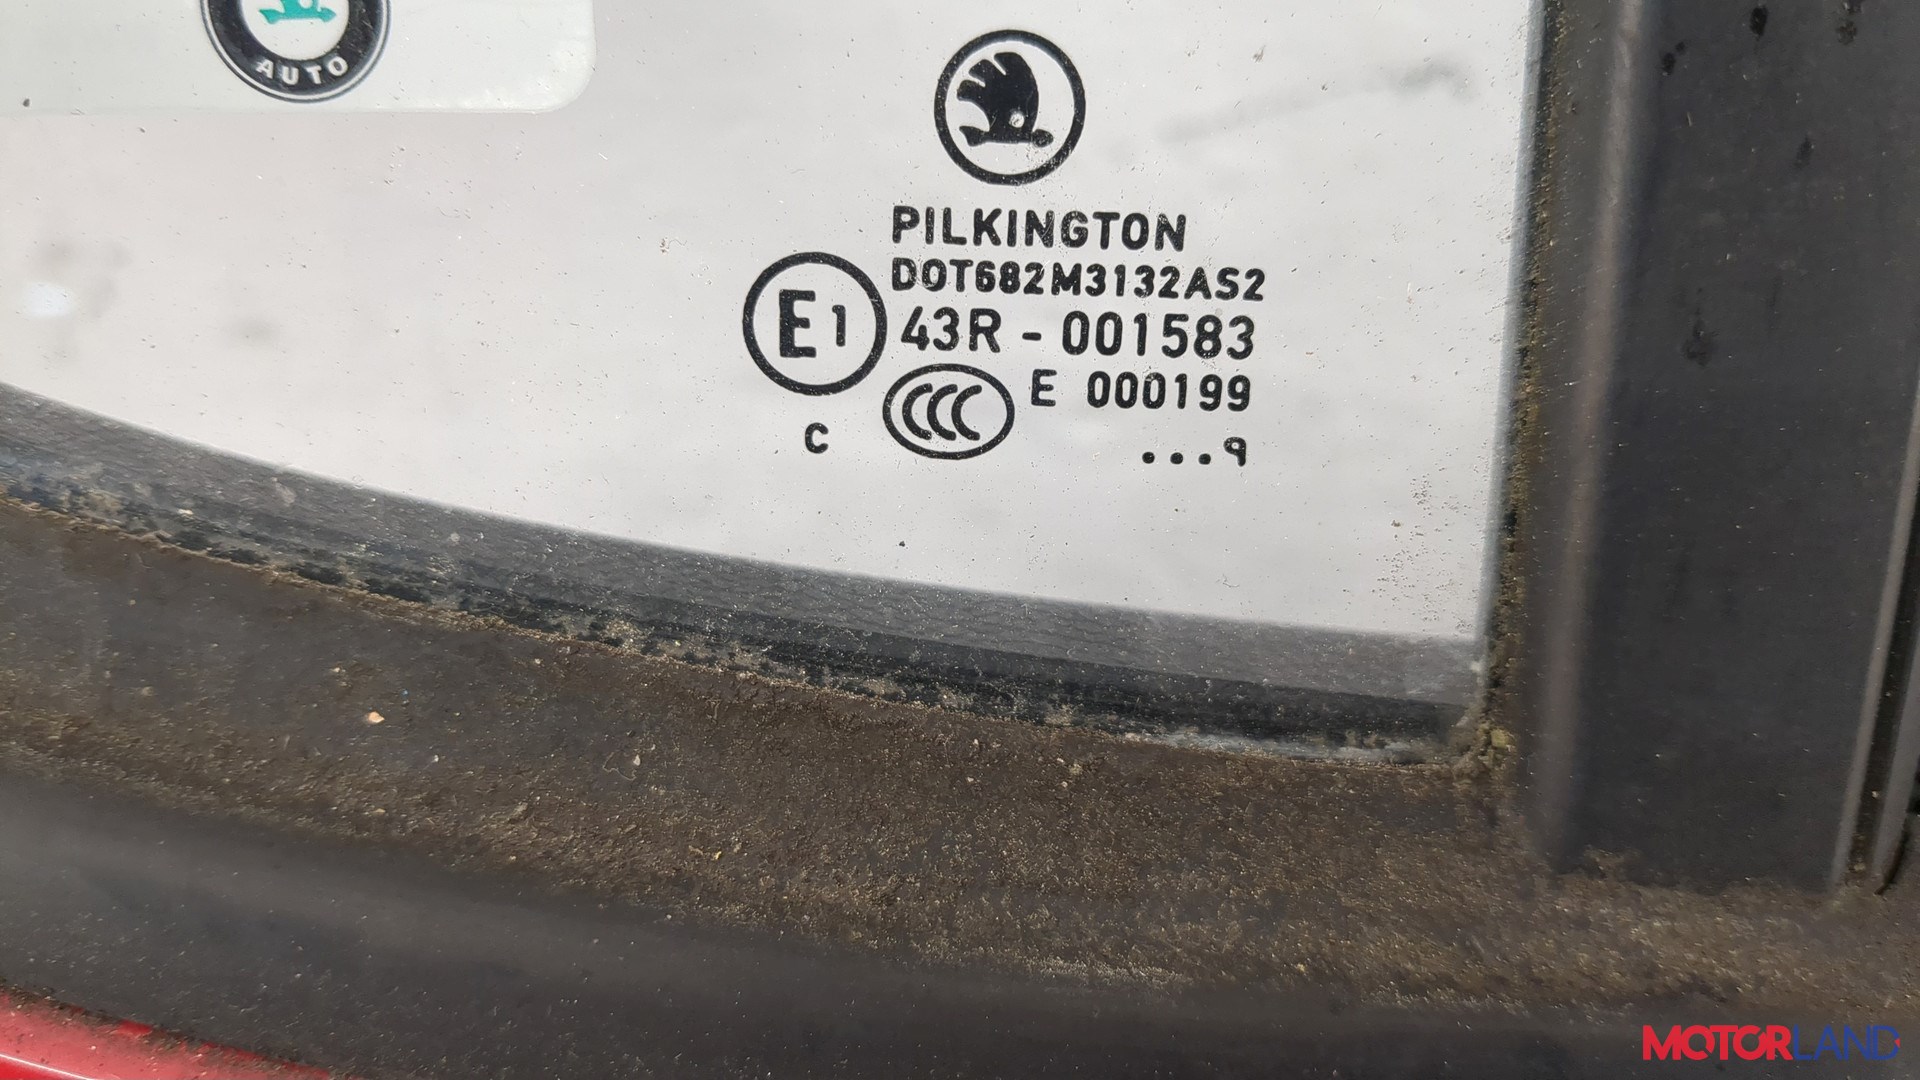 AUTO
PILKINGTON
DOT682M3132AS2
E1 43R - 001583
CCC E 000199
C ...9
MOTORLAND